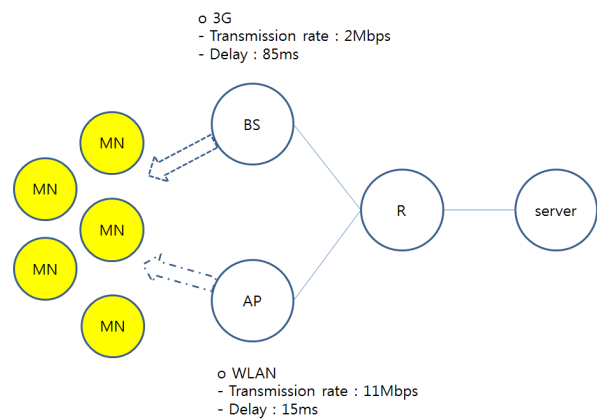 o 3G
- Transmission rate : 2Mbps
- Delay : 85ms
BS
MN
MN
MN
MN
MN
R
server
AP
o WLAN
- Transmission rate : 11Mbps
- Delay : 15ms